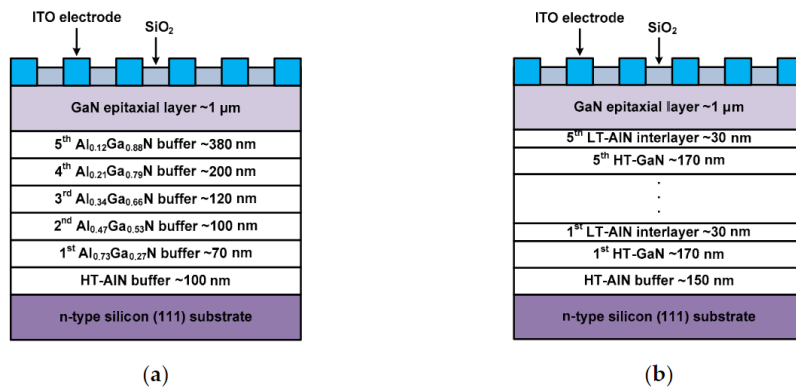 ITO electrode
SiO₂
GaN epitaxial layer ~1 µm
5th Al0.12Ga0.88N buffer ~380 nm
4th Al0.21Ga0.79N buffer ~200 nm
3rd Al0.34Ga0.66N buffer ~120 nm
2nd Al0.47Ga0.53N buffer ~100 nm
1st Al0.73Ga0.27N buffer ~70 nm
HT-AlN buffer ~100 nm
n-type silicon (111) substrate
(a)
ITO electrode
SiO₂
GaN epitaxial layer ~1 µm
5th LT-AlN interlayer ~30 nm
5th HT-GaN ~170 nm
.
.
.
1st LT-AlN interlayer ~30 nm
1st HT-GaN ~170 nm
HT-AlN buffer ~150 nm
n-type silicon (111) substrate
(b)